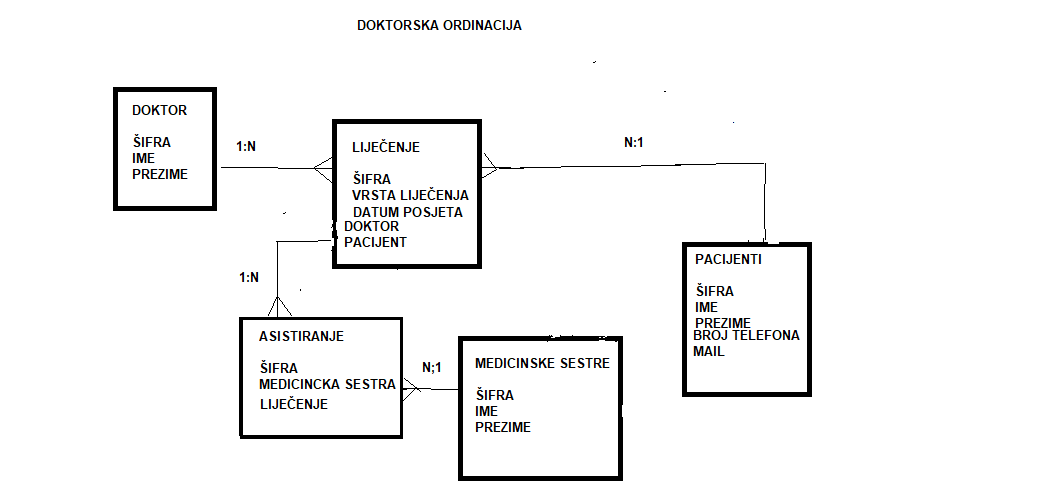 DOKTORSKA ORDINACIJA
DOKTOR
ŠIFRA
IME
PREZIME
1:N
LIJEČENJE
ŠIFRA
VRSTA LIJEČENJA
DATUM POSJETA
DOKTOR
PACIJENT
N:1
PACIJENTI
ŠIFRA
IME
PREZIME
BROJ TELEFONA
MAIL
1:N
ASISTIRANJE
ŠIFRA
MEDICINCKA SESTRA
LIJEČENJE
N;1
MEDICINSKE SESTRE
ŠIFRA
IME
PREZIME